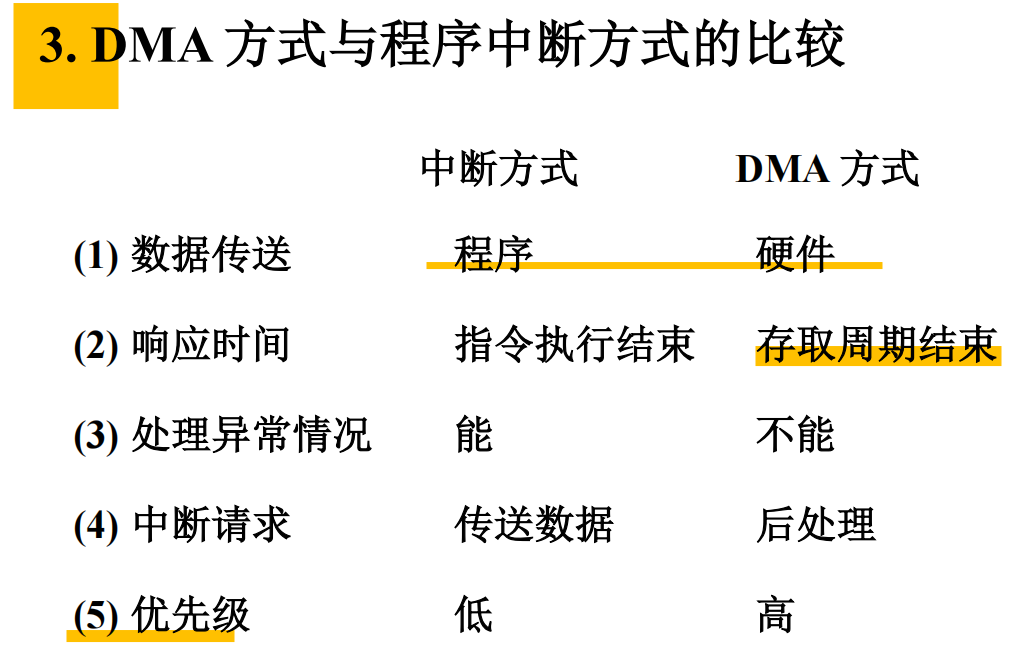 3. DMA 方式与程序中断方式的比较
中断方式 DMA 方式
(1) 数据传送 程序 硬件
(2) 响应时间 指令执行结束 存取周期结束
(3) 处理异常情况 能 不能
(4) 中断请求 传送数据 后处理
(5) 优先级 低 高